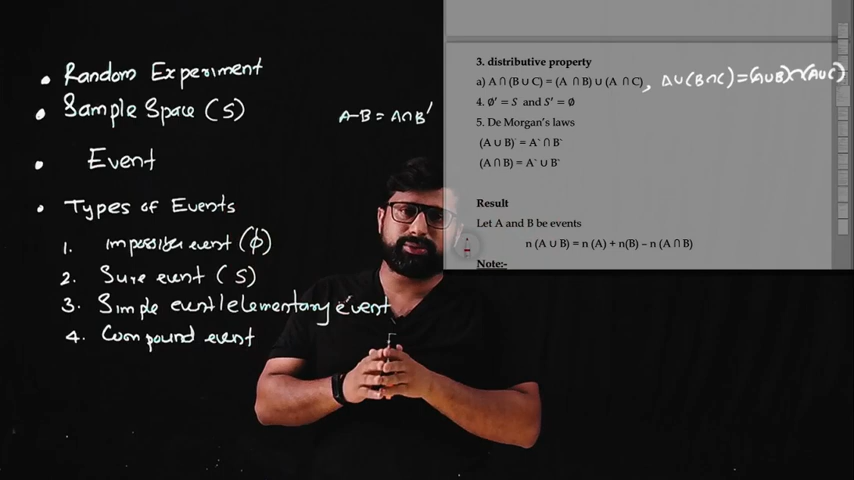 • Random Experiment
• Sample Space (S)
• Event
• Types of Events
1. Impossible event (ϕ)
2. Sure event (S)
3. Simple event/elementary event
4. Compound event
A-B = A∩B'
3. distributive property
a) A ∩ (B ∪ C) = (A ∩ B) ∪ (A ∩ C) , A∪(B∩C)=(A∪B)∩(A∪C)
4. ∅′ = S and S′ = ∅
5. De Morgan's laws
(A ∪ B)` = A` ∩ B`
(A ∩ B) = A` ∪ B`
Result
Let A and B be events
n (A ∪ B) = n (A) + n(B) – n (A ∩ B)
Note:-